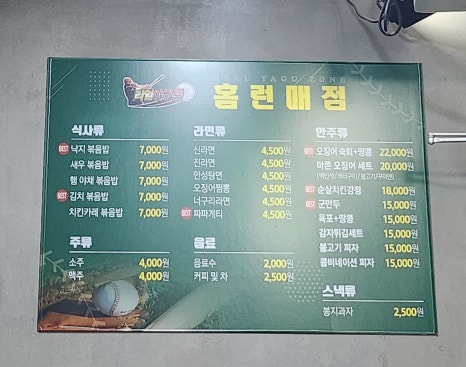 REAL YAGU ZONE
리얼야구존
홈런매점
식사류
BEST 낙지 볶음밥 7,000원
새우 볶음밥 7,000원
햄 야채 볶음밥 7,000원
BEST 김치 볶음밥 7,000원
치킨카레 볶음밥 7,000원
주류
소주 4,000원
맥주 4,000원
라면류
신라면 4,500원
진라면 4,500원
안성탕면 4,500원
오징어짬뽕 4,500원
너구리라면 4,500원
BEST 짜파게티 4,500원
음료
음료수 2,000원
커피 및 차 2,500원
안주류
BEST 오징어 숙회+땅콩 22,000원
마른 오징어 세트 20,000원
BEST 순살치킨강정 18,000원
BEST 군만두 15,000원
육포+땅콩 15,000원
감자튀김세트 15,000원
불고기 피자 15,000원
콤비네이션 피자 15,000원
스낵류
봉지과자 2,500원